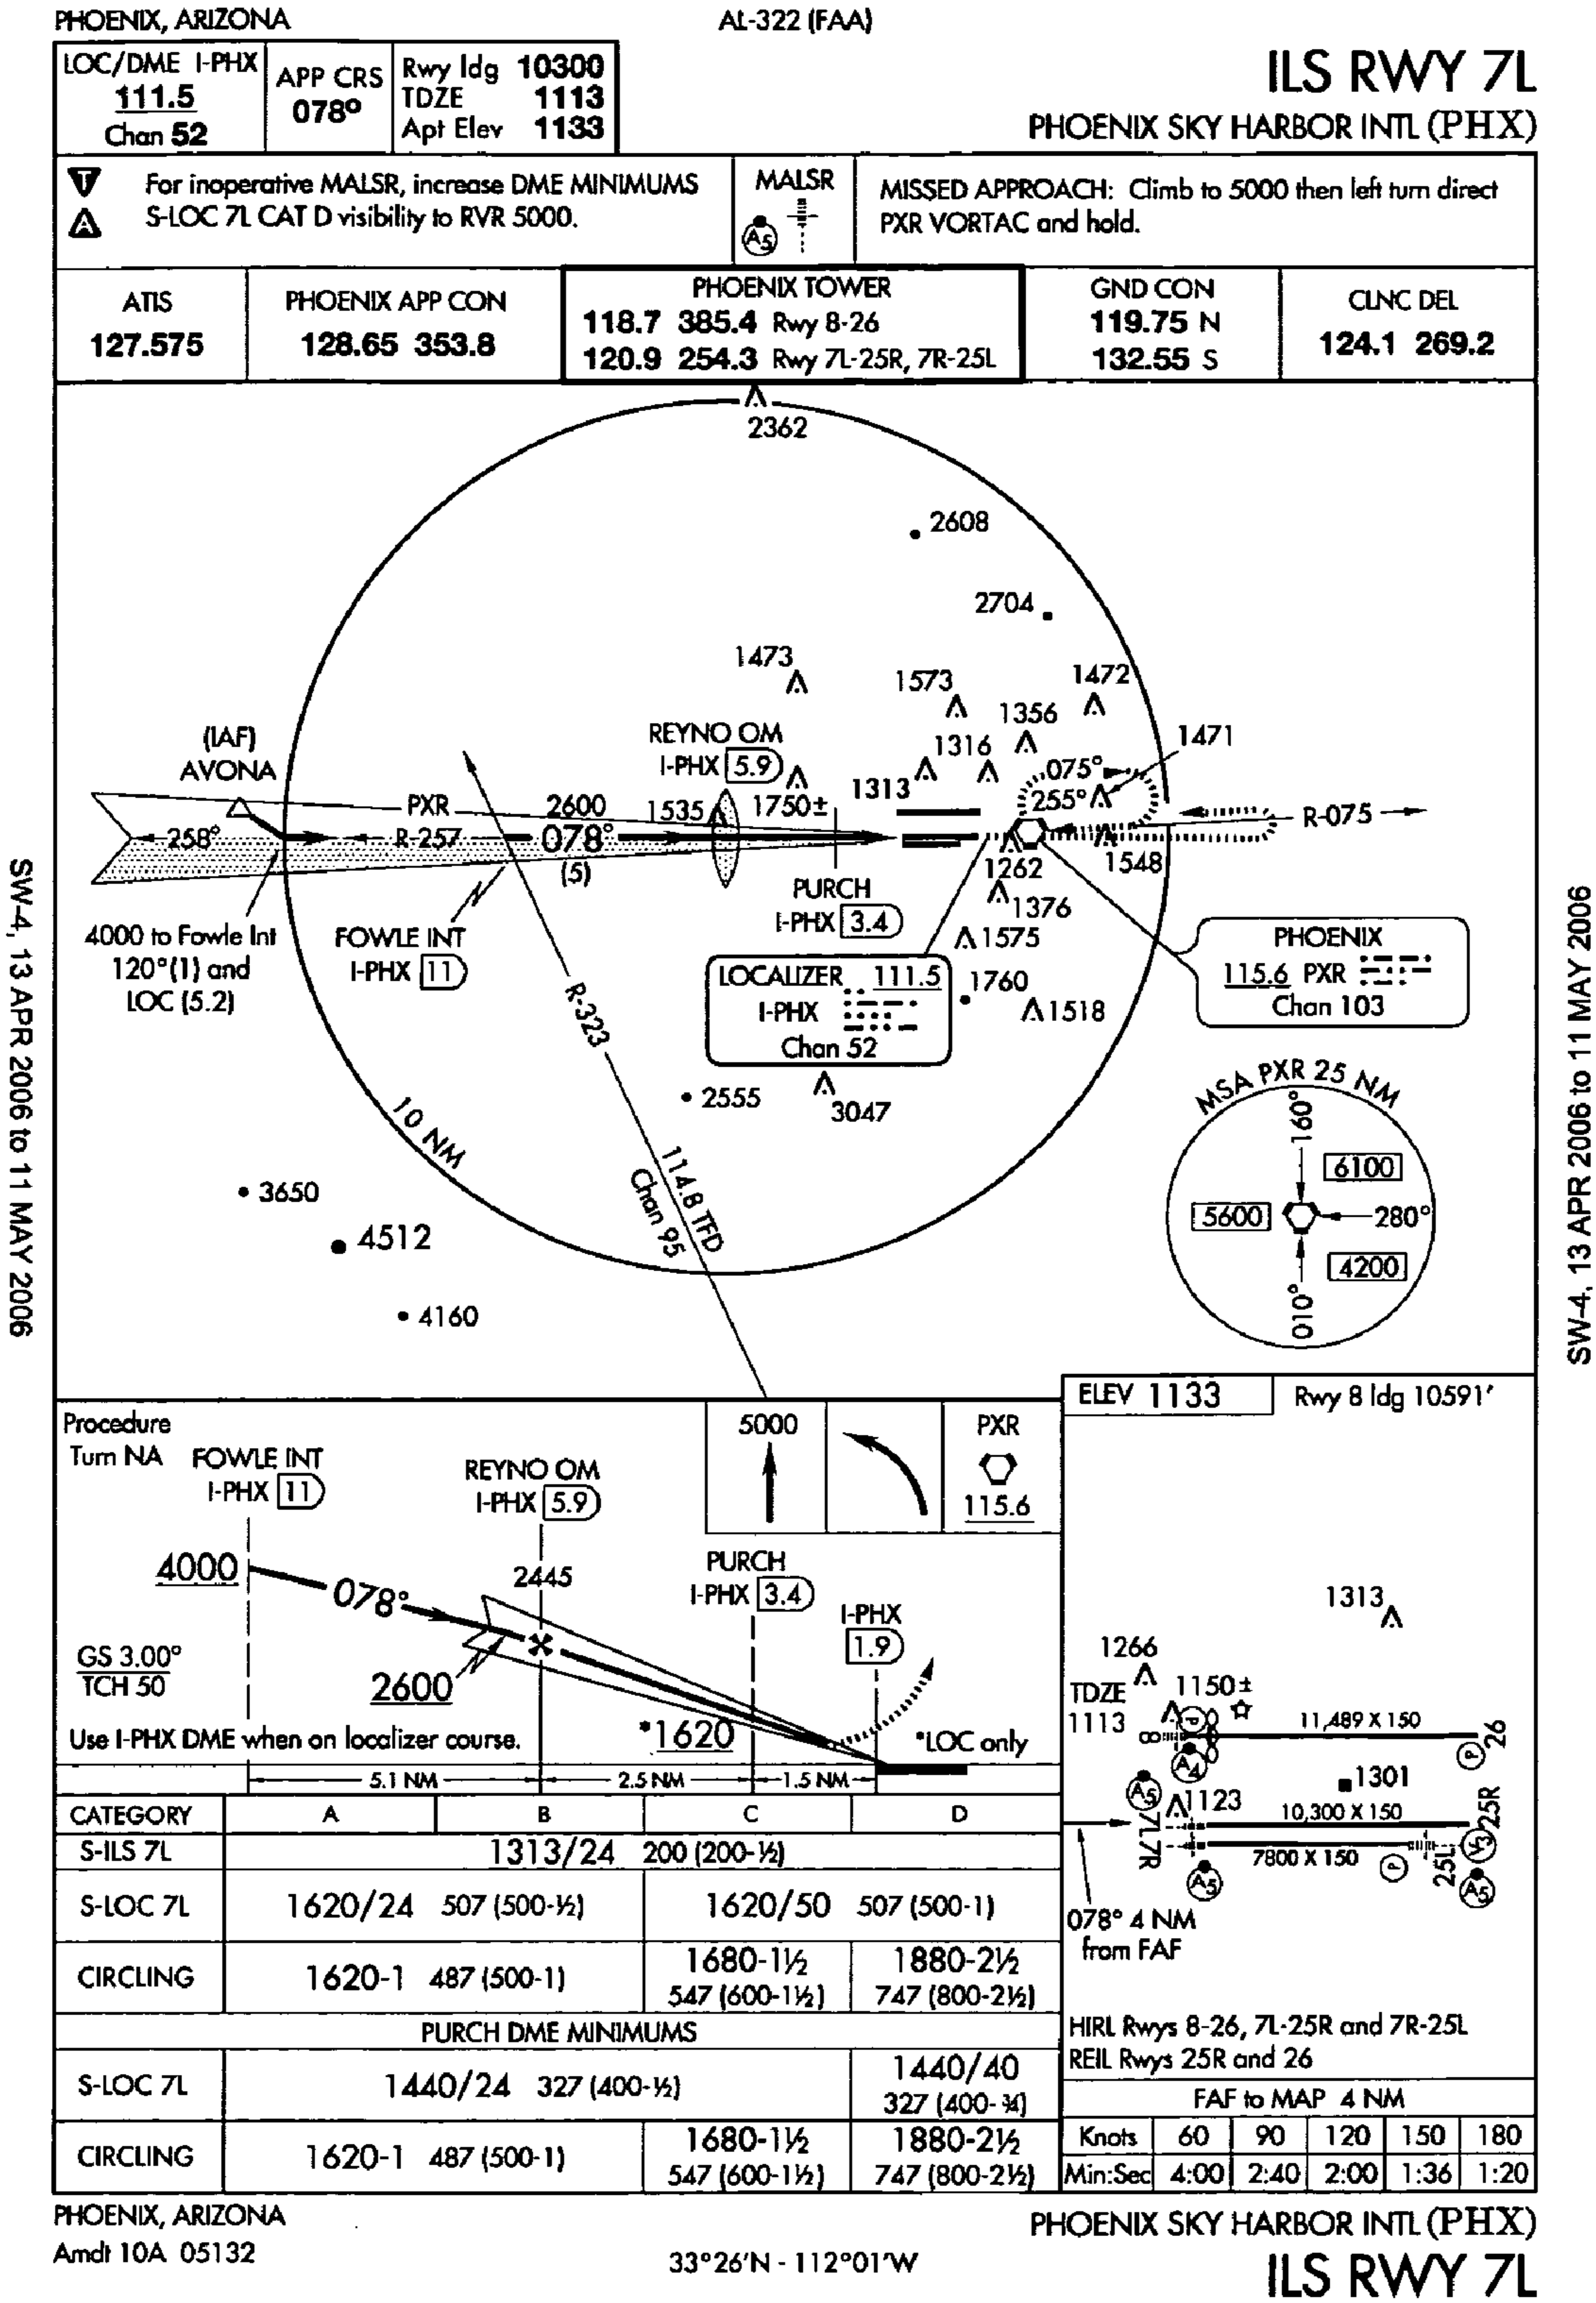 PHOENIX, ARIZONA
AL-322 (FAA)
LOC/DME I-PHX
111.5
Chan 52
APP CRS
078°
Rwy ldg 10300
TDZE 1113
Apt Elev 1133
ILS RWY 7L
PHOENIX SKY HARBOR INTL (PHX)
T
A
For inoperative MALSR, increase DME MINIMUMS
S-LOC 7L CAT D visibility to RVR 5000.
MALSR
A5
MISSED APPROACH: Climb to 5000 then left turn direct
PXR VORTAC and hold.
ATIS
127.575
PHOENIX APP CON
128.65 353.8
PHOENIX TOWER
118.7 385.4 Rwy 8-26
120.9 254.3 Rwy 7L-25R, 7R-25L
GND CON
119.75 N
132.55 S
CLNC DEL
124.1 269.2
2362
2608
2704
1473
1573
1472
1356
1471
(IAF)
AVONA
REYNO OM
I-PHX 5.9
1316
1313
075°
255°
PXR
2600
1535
1750±
258°
R-257
078°
(5)
R-075
1262
1548
PURCH
I-PHX 3.4
1376
4000 to Fowle Int
120°(1) and
LOC (5.2)
FOWLE INT
I-PHX 11
1575
PHOENIX
115.6 PXR
Chan 103
LOCALIZER 111.5
I-PHX
Chan 52
1760
1518
R-323
2555
3047
10 NM
114.8 TFD
Chan 95
3650
4512
4160
MSA PXR 25 NM
160°
6100
5600
280°
4200
010°
SW-4, 13 APR 2006 to 11 MAY 2006
SW-4, 13 APR 2006 to 11 MAY 2006
Procedure
Turn NA
FOWLE INT
I-PHX 11
REYNO OM
I-PHX 5.9
5000
PXR
115.6
4000
078°
2445
PURCH
I-PHX 3.4
I-PHX
1.9
GS 3.00°
TCH 50
2600
*1620
*LOC only
Use I-PHX DME when on localizer course.
5.1 NM
2.5 NM
1.5 NM
CATEGORY A B C D
S-ILS 7L 1313/24 200 (200-½)
S-LOC 7L 1620/24 507 (500-½) 1620/50 507 (500-1)
CIRCLING 1620-1 487 (500-1) 1680-1½ 547 (600-1½) 1880-2½ 747 (800-2½)
PURCH DME MINIMUMS
S-LOC 7L 1440/24 327 (400-½) 1440/40 327 (400-¾)
CIRCLING 1620-1 487 (500-1) 1680-1½ 547 (600-1½) 1880-2½ 747 (800-2½)
ELEV 1133
Rwy 8 ldg 10591'
1313
1266
TDZE
1113
1150±
P
11,489 X 150
26
P
A4
1301
A5
1123
10,300 X 150
25R
7L
7R
7800 X 150
P
25L
V3
A5
A5
078° 4 NM
from FAF
HIRL Rwys 8-26, 7L-25R and 7R-25L
REIL Rwys 25R and 26
FAF to MAP 4 NM
Knots 60 90 120 150 180
Min:Sec 4:00 2:40 2:00 1:36 1:20
PHOENIX, ARIZONA
Amdt 10A 05132
33°26'N - 112°01'W
PHOENIX SKY HARBOR INTL (PHX)
ILS RWY 7L